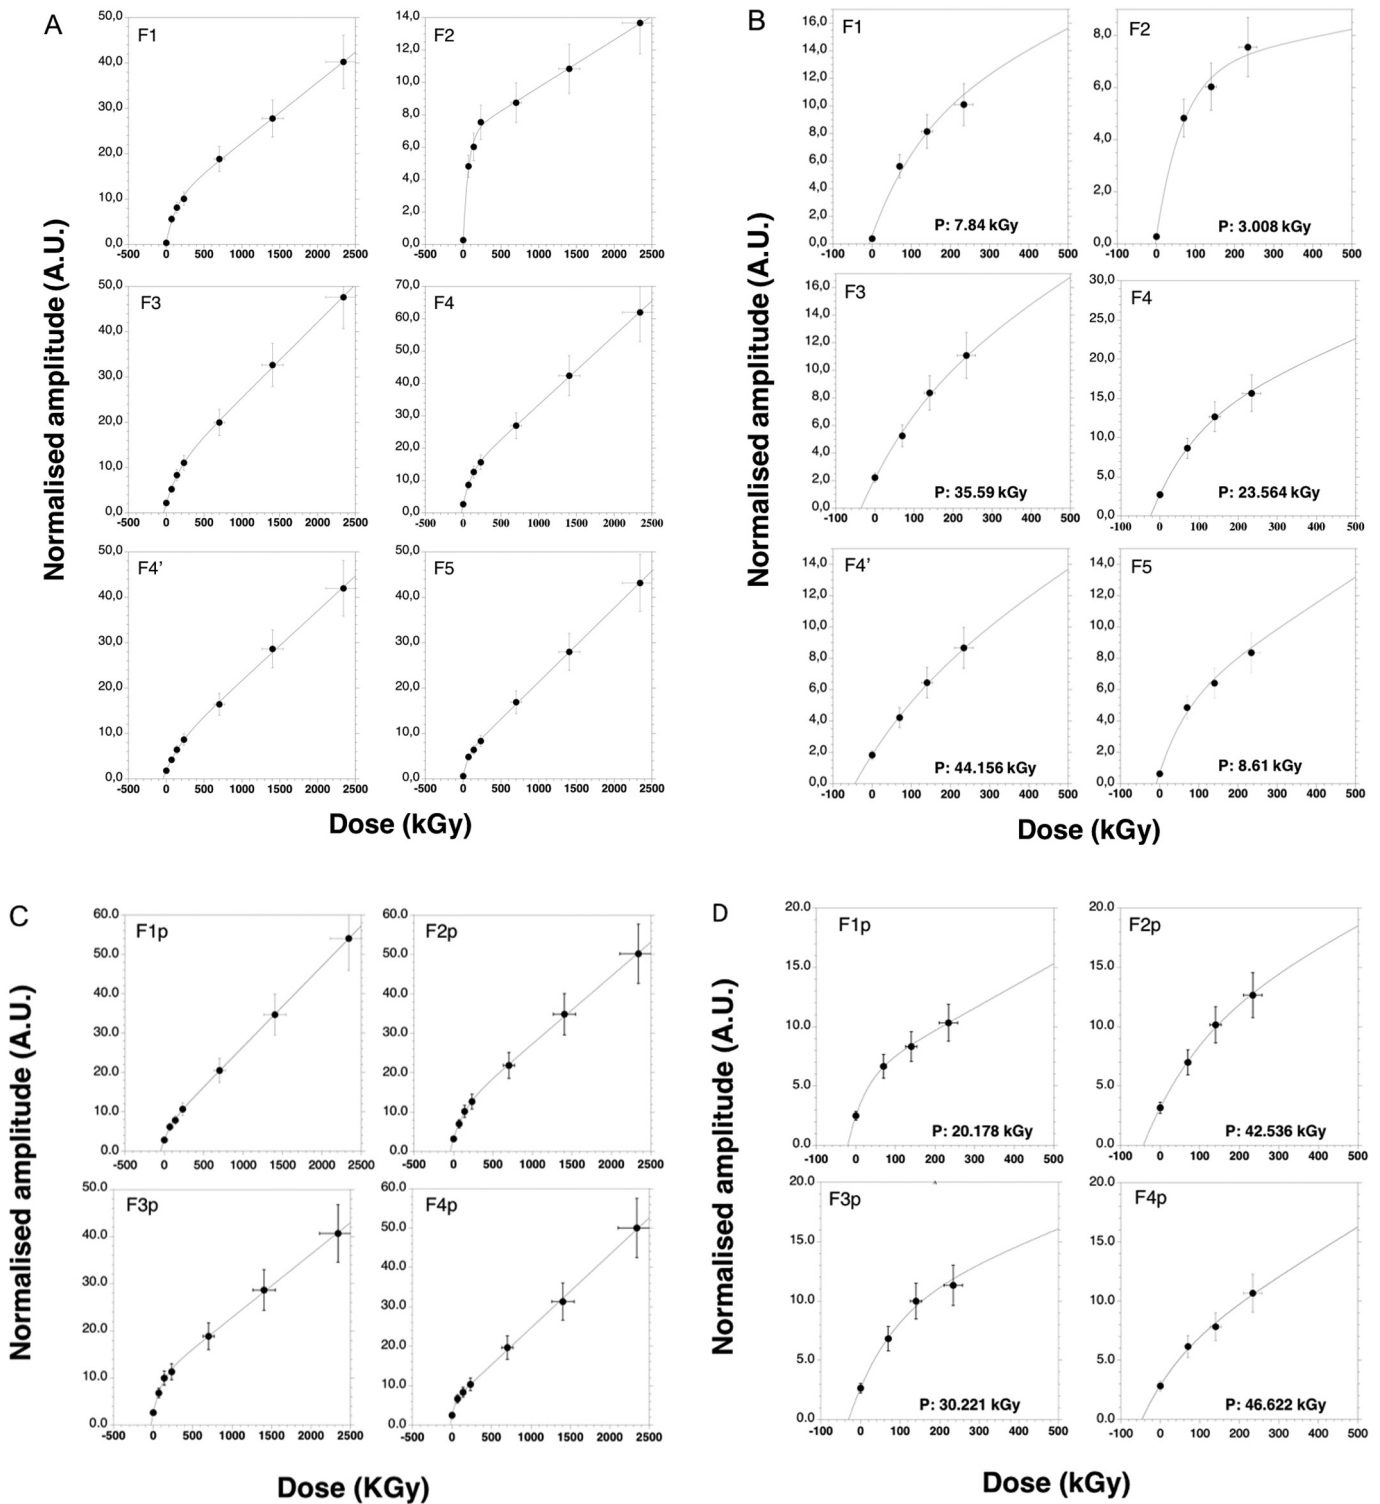 A
B
Normalised amplitude (A.U.)
F1
50,0
40,0
30,0
20,0
10,0
0,0
-500 0 500 1000 1500 2000 2500
F2
14,0
12,0
10,0
8,0
6,0
4,0
2,0
0,0
-500 0 500 1000 1500 2000 2500
F3
50,0
40,0
30,0
20,0
10,0
0,0
-500 0 500 1000 1500 2000 2500
F4
70,0
60,0
50,0
40,0
30,0
20,0
10,0
0,0
-500 0 500 1000 1500 2000 2500
F4’
50,0
40,0
30,0
20,0
10,0
0,0
-500 0 500 1000 1500 2000 2500
F5
50,0
40,0
30,0
20,0
10,0
0,0
-500 0 500 1000 1500 2000 2500
Dose (kGy)
Normalised amplitude (A.U.)
F1
16,0
14,0
12,0
10,0
8,0
6,0
4,0
2,0
0,0
P: 7.84 kGy
-100 0 100 200 300 400 500
F2
8,0
6,0
4,0
2,0
0,0
P: 3.008 kGy
-100 0 100 200 300 400 500
F3
16,0
14,0
12,0
10,0
8,0
6,0
4,0
2,0
0,0
P: 35.59 kGy
-100 0 100 200 300 400 500
F4
30,0
25,0
20,0
15,0
10,0
5,0
0,0
P: 23.564 kGy
-100 0 100 200 300 400 500
F4’
14,0
12,0
10,0
8,0
6,0
4,0
2,0
0,0
P: 44.156 kGy
-100 0 100 200 300 400 500
F5
14,0
12,0
10,0
8,0
6,0
4,0
2,0
0,0
P: 8.61 kGy
-100 0 100 200 300 400 500
Dose (kGy)
C
D
Normalised amplitude (A.U.)
F1p
60.0
40.0
30.0
20.0
10.0
0.0
-500 0 500 1000 1500 2000 2500
F2p
60.0
50.0
40.0
30.0
20.0
10.0
0.0
-500 0 500 1000 1500 2000 2500
F3p
50.0
40.0
30.0
20.0
10.0
0.0
-500 0 500 1000 1500 2000 2500
F4p
60.0
50.0
40.0
30.0
20.0
10.0
0.0
-500 0 500 1000 1500 2000 2500
Dose (KGy)
Normalised amplitude (A.U.)
F1p
20.0
15.0
10.0
5.0
0.0
P: 20.178 kGy
-100 0 100 200 300 400 500
F2p
20.0
15.0
10.0
5.0
0.0
P: 42.536 kGy
-100 0 100 200 300 400 500
F3p
20.0
15.0
10.0
5.0
0.0
P: 30.221 kGy
-100 0 100 200 300 400 500
F4p
20.0
15.0
10.0
5.0
0.0
P: 46.622 kGy
-100 0 100 200 300 400 500
Dose (kGy)